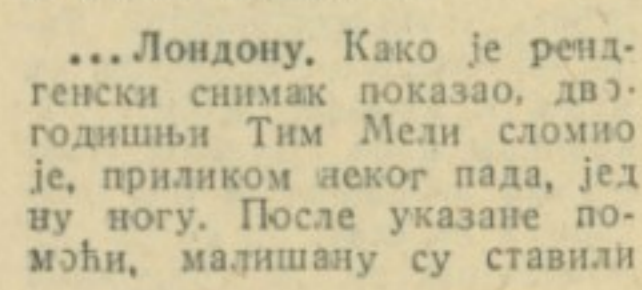 ...Лондону. Како је ренд-
генски снимак показао, дво-
годишњи Тим Мели сломио
је, приликом неког пада, јед
ну ногу. После указане по-
моћи, малишану су ставили